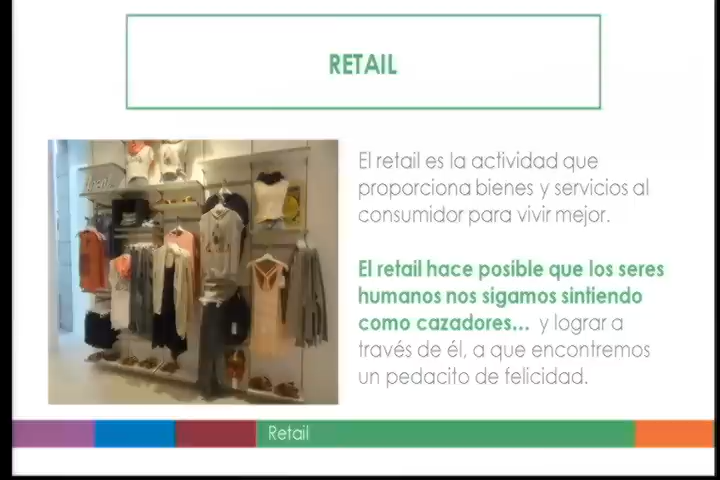 RETAIL
El retail es la actividad que
proporciona bienes y servicios al
consumidor para vivir mejor.
El retail hace posible que los seres
humanos nos sigamos sintiendo
como cazadores... y lograr a
través de él, a que encontremos
un pedacito de felicidad.
Retail